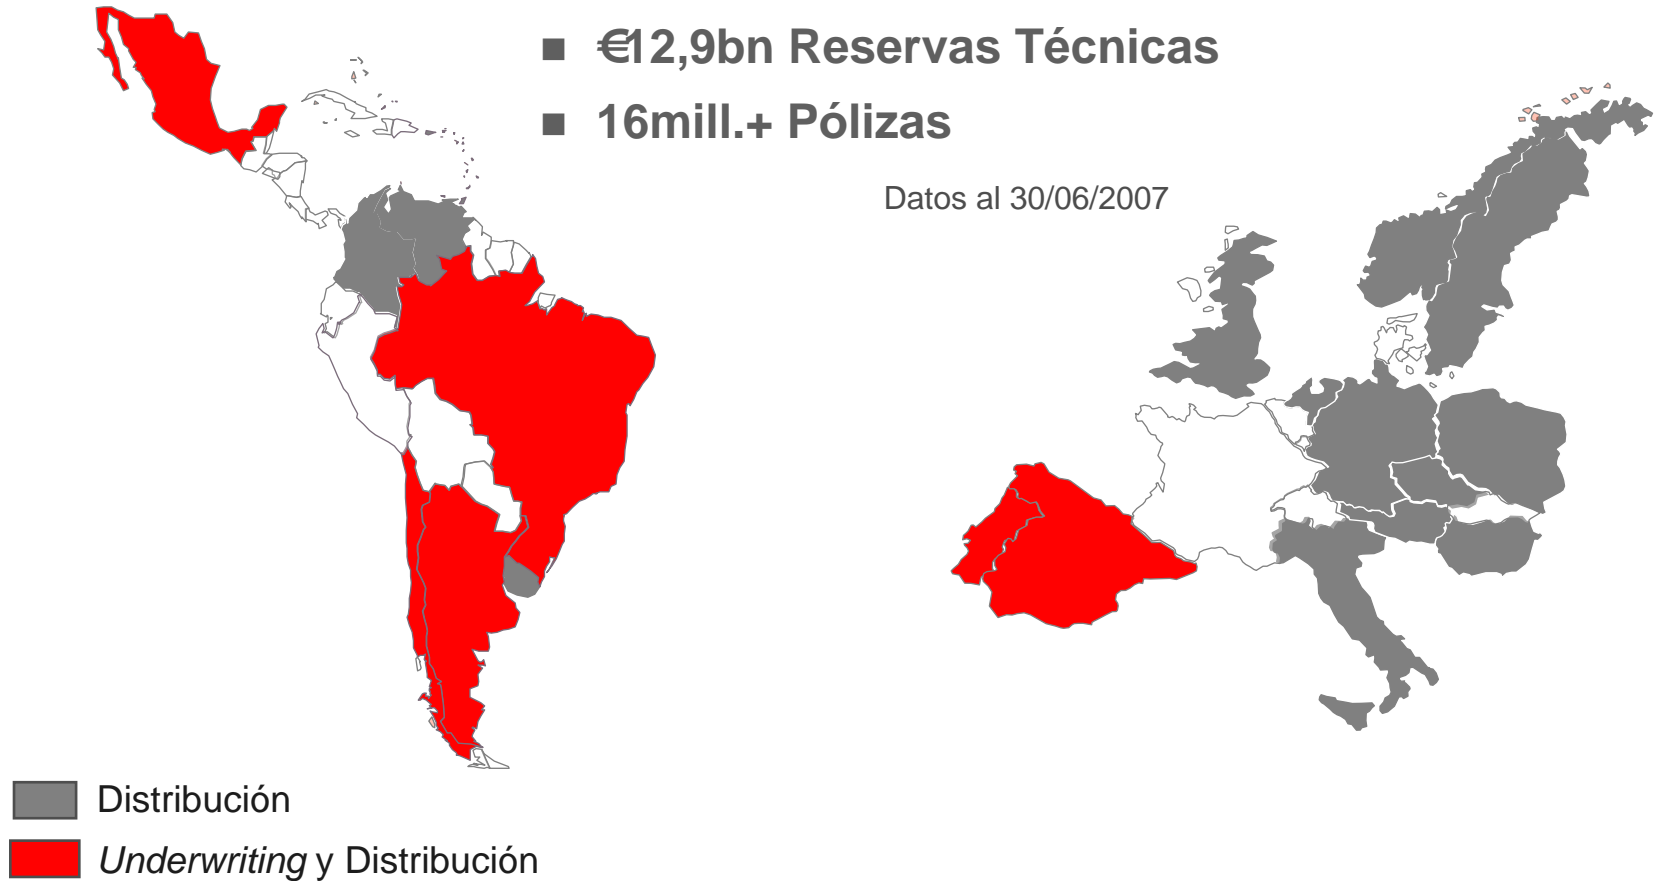 ■ €12,9bn Reservas Técnicas
■ 16mill.+ Pólizas
Datos al 30/06/2007
Distribución
Underwriting y Distribución